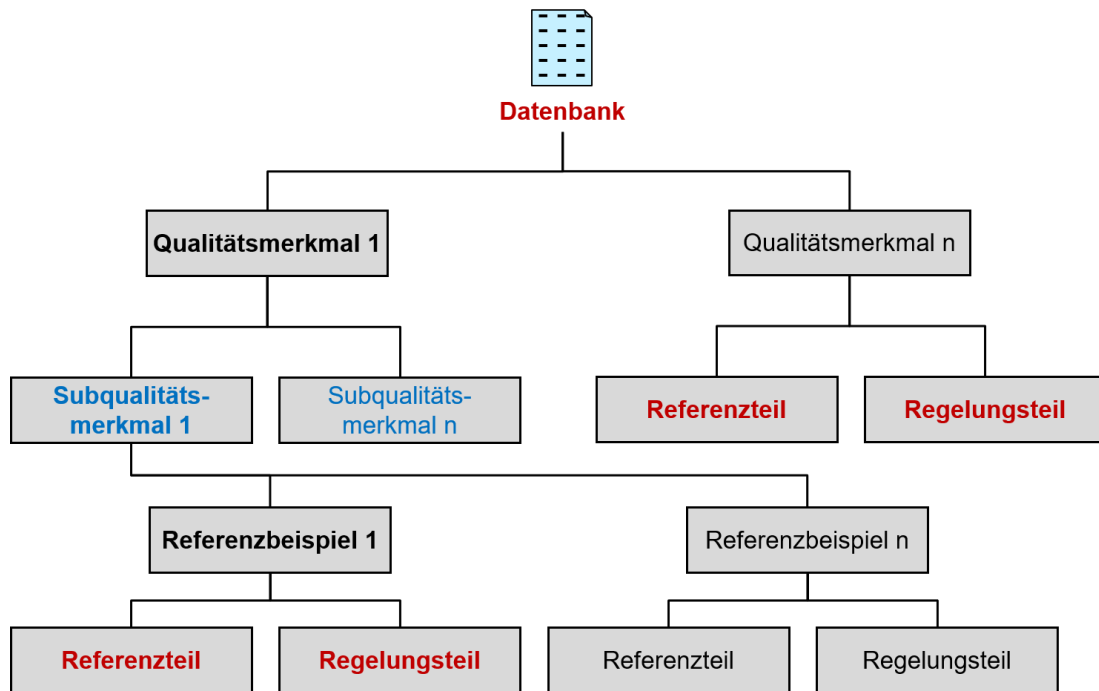 Datenbank
Qualitätsmerkmal 1
Qualitätsmerkmal n
Subqualitäts-
merkmal 1
Subqualitäts-
merkmal n
Referenzteil
Regelungsteil
Referenzbeispiel 1
Referenzbeispiel n
Referenzteil
Regelungsteil
Referenzteil
Regelungsteil